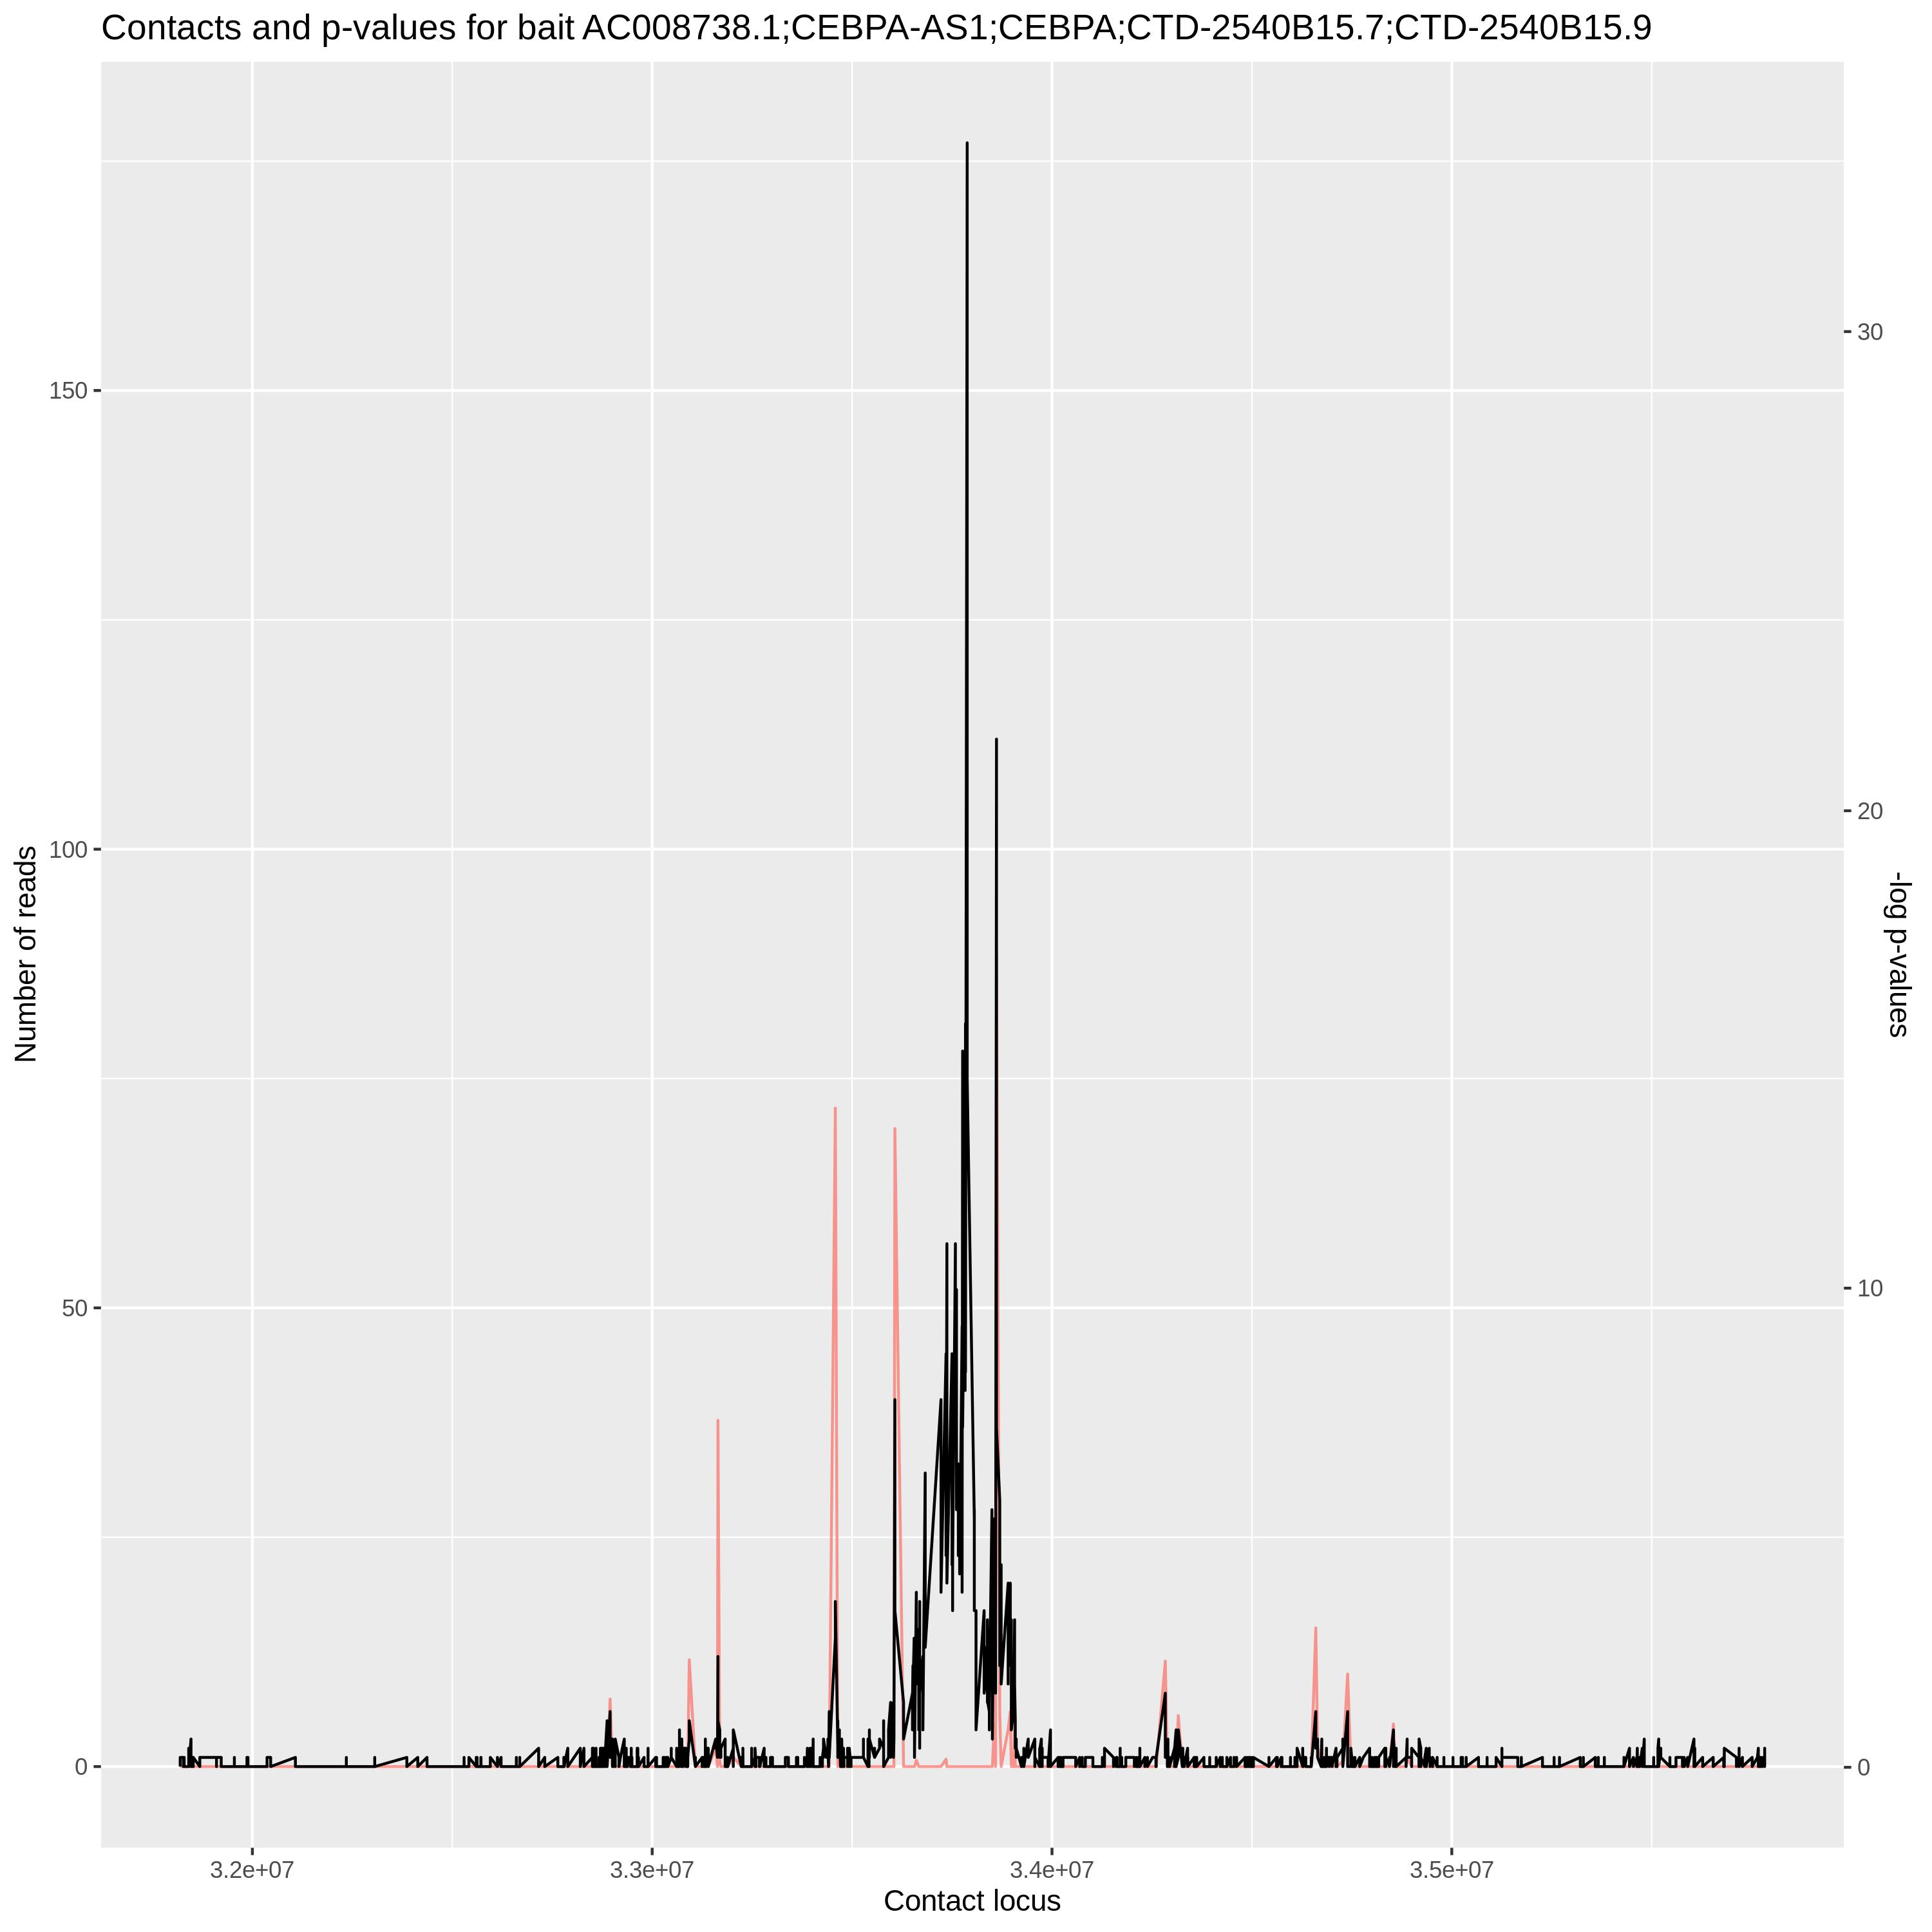 Contacts and p-values for bait AC008738.1;CEBPA-AS1;CEBPA;CTD-2540B15.7;CTD-2540B15.9
Number of reads
150
100
50
0
30
20
10
0
-log p-values
3.2e+07 3.3e+07 3.4e+07 3.5e+07
Contact locus